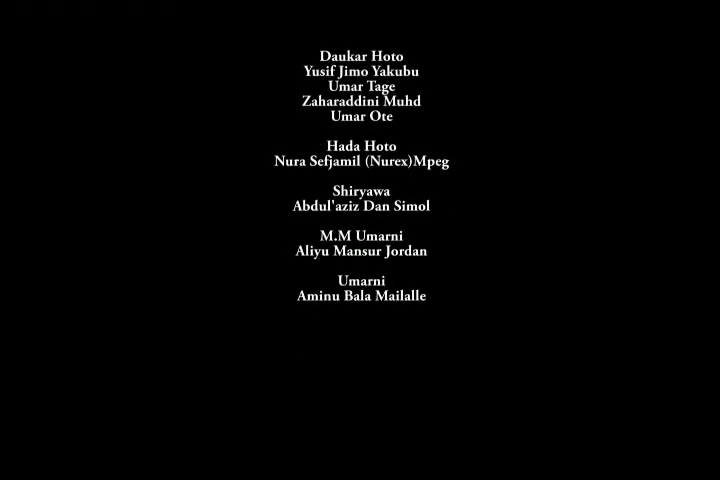 Daukar Hoto
Yusif Jimo Yakubu
Umar Tage
Zaharaddini Muhd
Umar Ote
Hada Hoto
Nura Sefjamil (Nurex)Mpeg
Shiryawa
Abdul'aziz Dan Simol
M.M Umarni
Aliyu Mansur Jordan
Umarni
Aminu Bala Mailalle